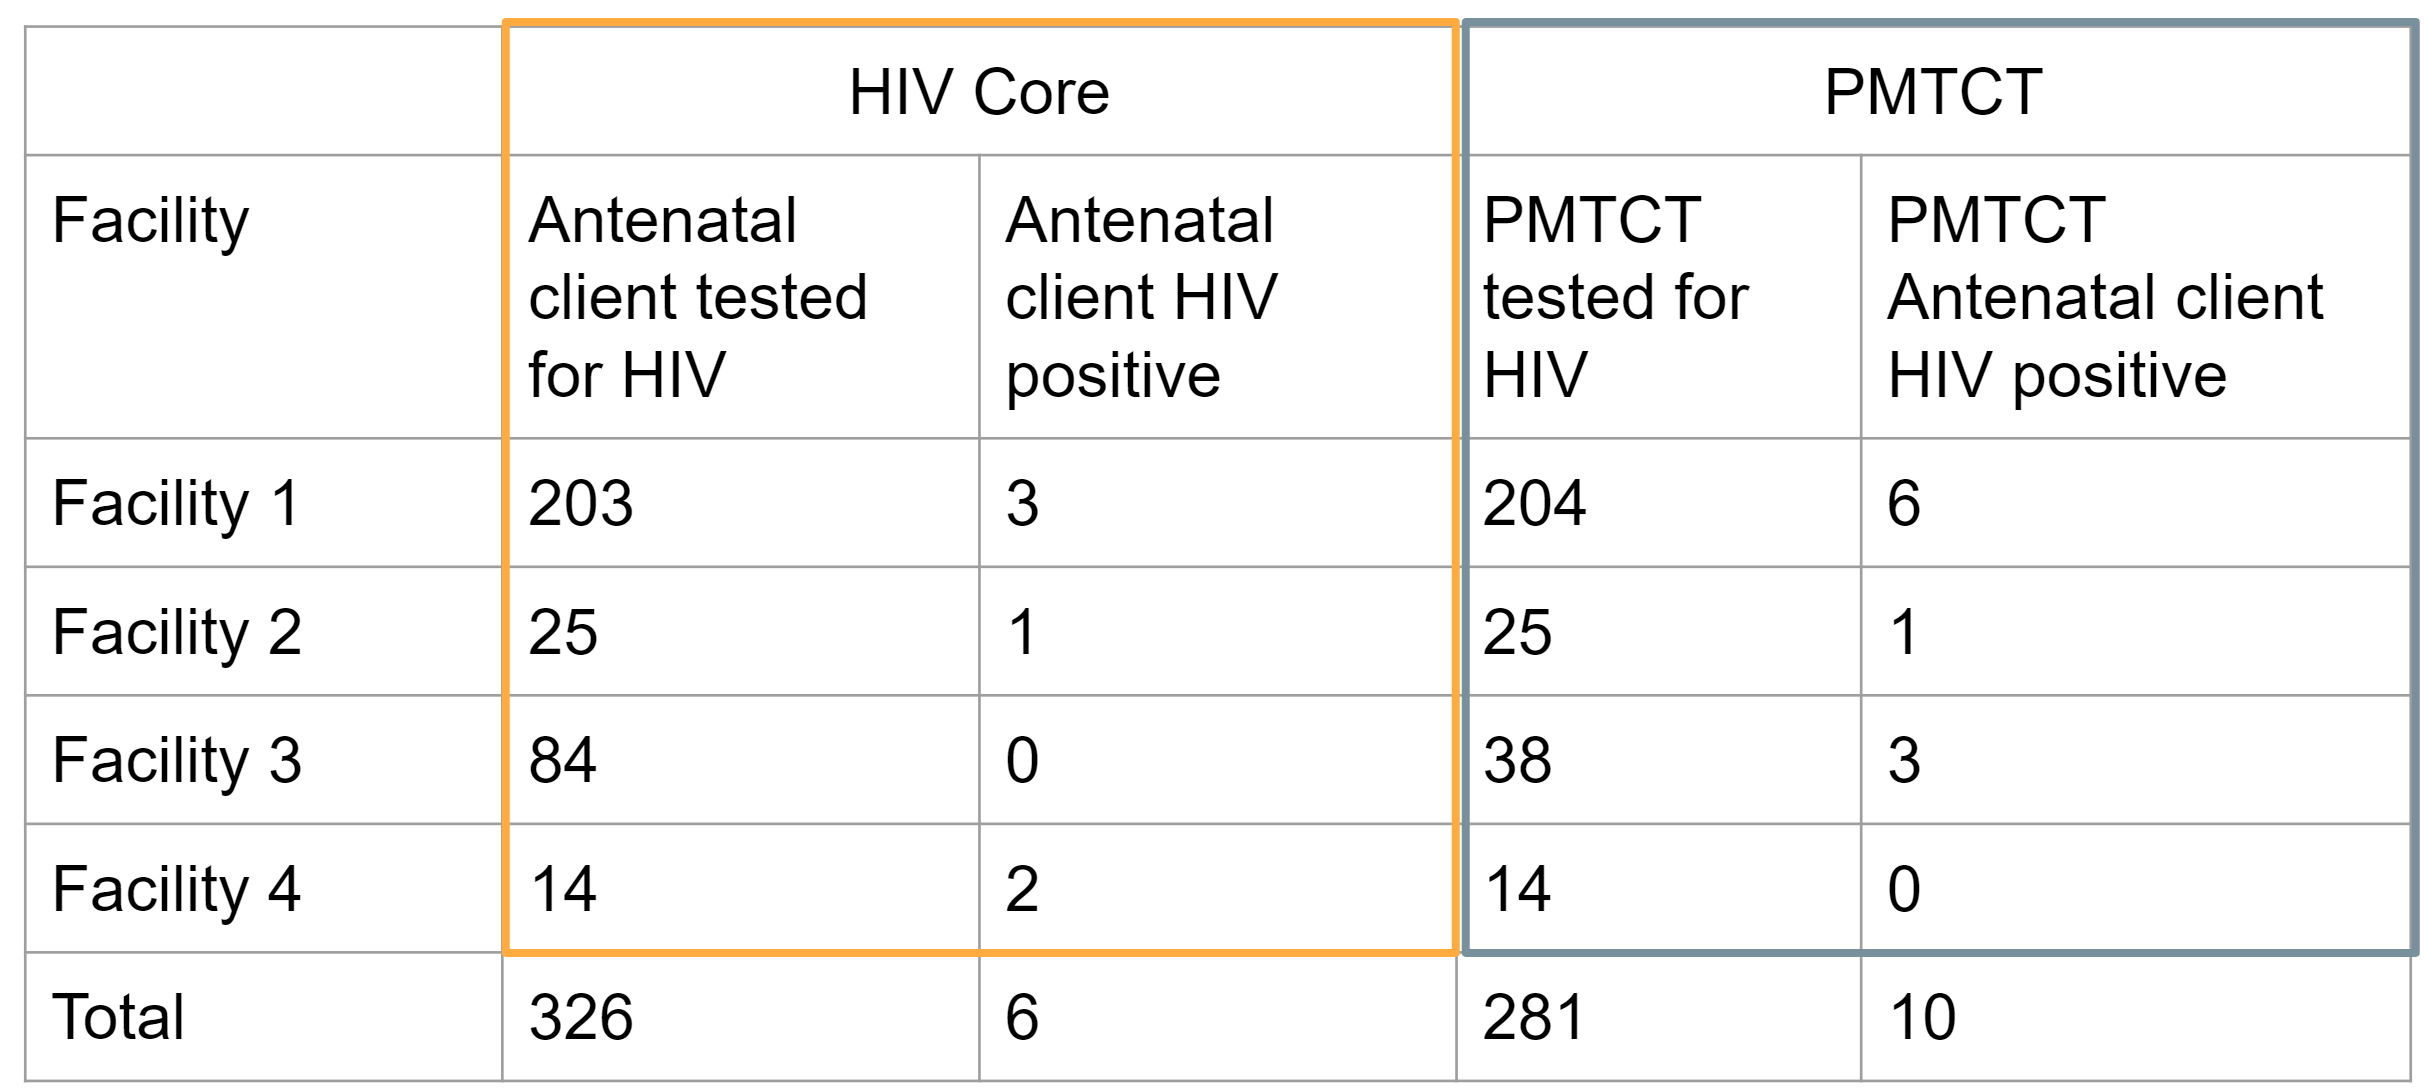 HIV Core PMTCT
Facility Antenatal client tested for HIV Antenatal client HIV positive PMTCT tested for HIV PMTCT Antenatal client HIV positive
Facility 1 203 3 204 6
Facility 2 25 1 25 1
Facility 3 84 0 38 3
Facility 4 14 2 14 0
Total 326 6 281 10